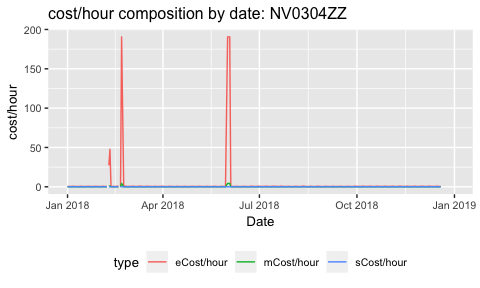 cost/hour composition by date: NV0304ZZ
200
150
100
50
0
cost/hour
Jan 2018 Apr 2018 Jul 2018 Oct 2018 Jan 2019
Date
type eCost/hour mCost/hour sCost/hour